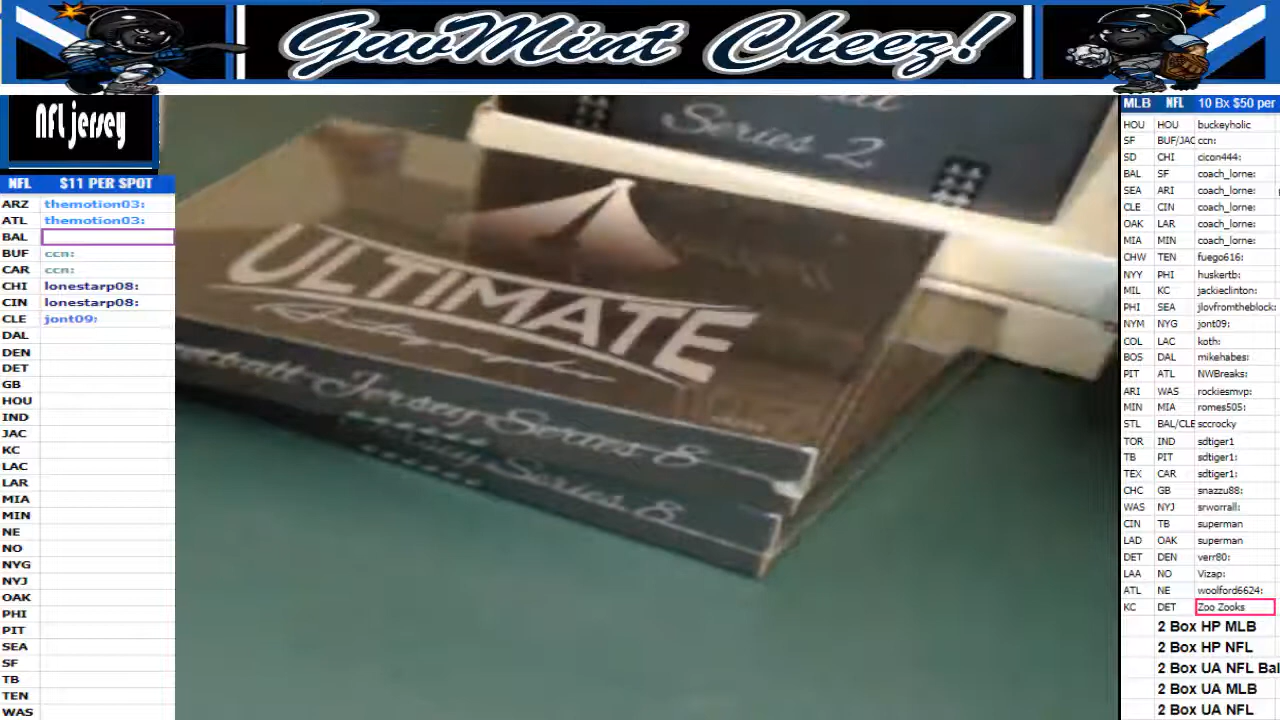 GuvMint Cheez!
NFL jersey
NFL $11 PER SPOT
ARZ themotion03:
ATL themotion03:
BAL
BUF ccn:
CAR ccn:
CHI lonestarp08:
CIN lonestarp08:
CLE jont09:
DAL
DEN
DET
GB
HOU
IND
JAC
KC
LAC
LAR
MIA
MIN
NE
NO
NYG
NYJ
OAK
PHI
PIT
SEA
SF
TB
TEN
WAS
Series 2
ULTIMATE
Series 8
Series 8
MLB NFL 10 Bx $50 per
HOU HOU buckeyholic
SF BUF/JAC ccn:
SD CHI cicon444:
BAL SF coach_lorne:
SEA ARI coach_lorne:
CLE CIN coach_lorne:
OAK LAR coach_lorne:
MIA MIN coach_lorne:
CHW TEN fuego616:
NYY PHI huskertb:
MIL KC jackieclinton:
PHI SEA jlovfromtheblock:
NYM NYG jont09:
COL LAC koth:
BOS DAL mikehabes:
PIT ATL NWBreaks:
ARI WAS rockiesmvp:
MIN MIA romes505:
STL BAL/CLE sccrocky
TOR IND sdtiger1
TB PIT sdtiger1:
TEX CAR sdtiger1:
CHC GB snazzu88:
WAS NYJ srworrall:
CIN TB superman
LAD OAK superman
DET DEN verr80:
LAA NO Vizap:
ATL NE woolford6624:
KC DET Zoo Zooks
2 Box HP MLB
2 Box HP NFL
2 Box UA NFL Bal
2 Box UA MLB
2 Box UA NFL